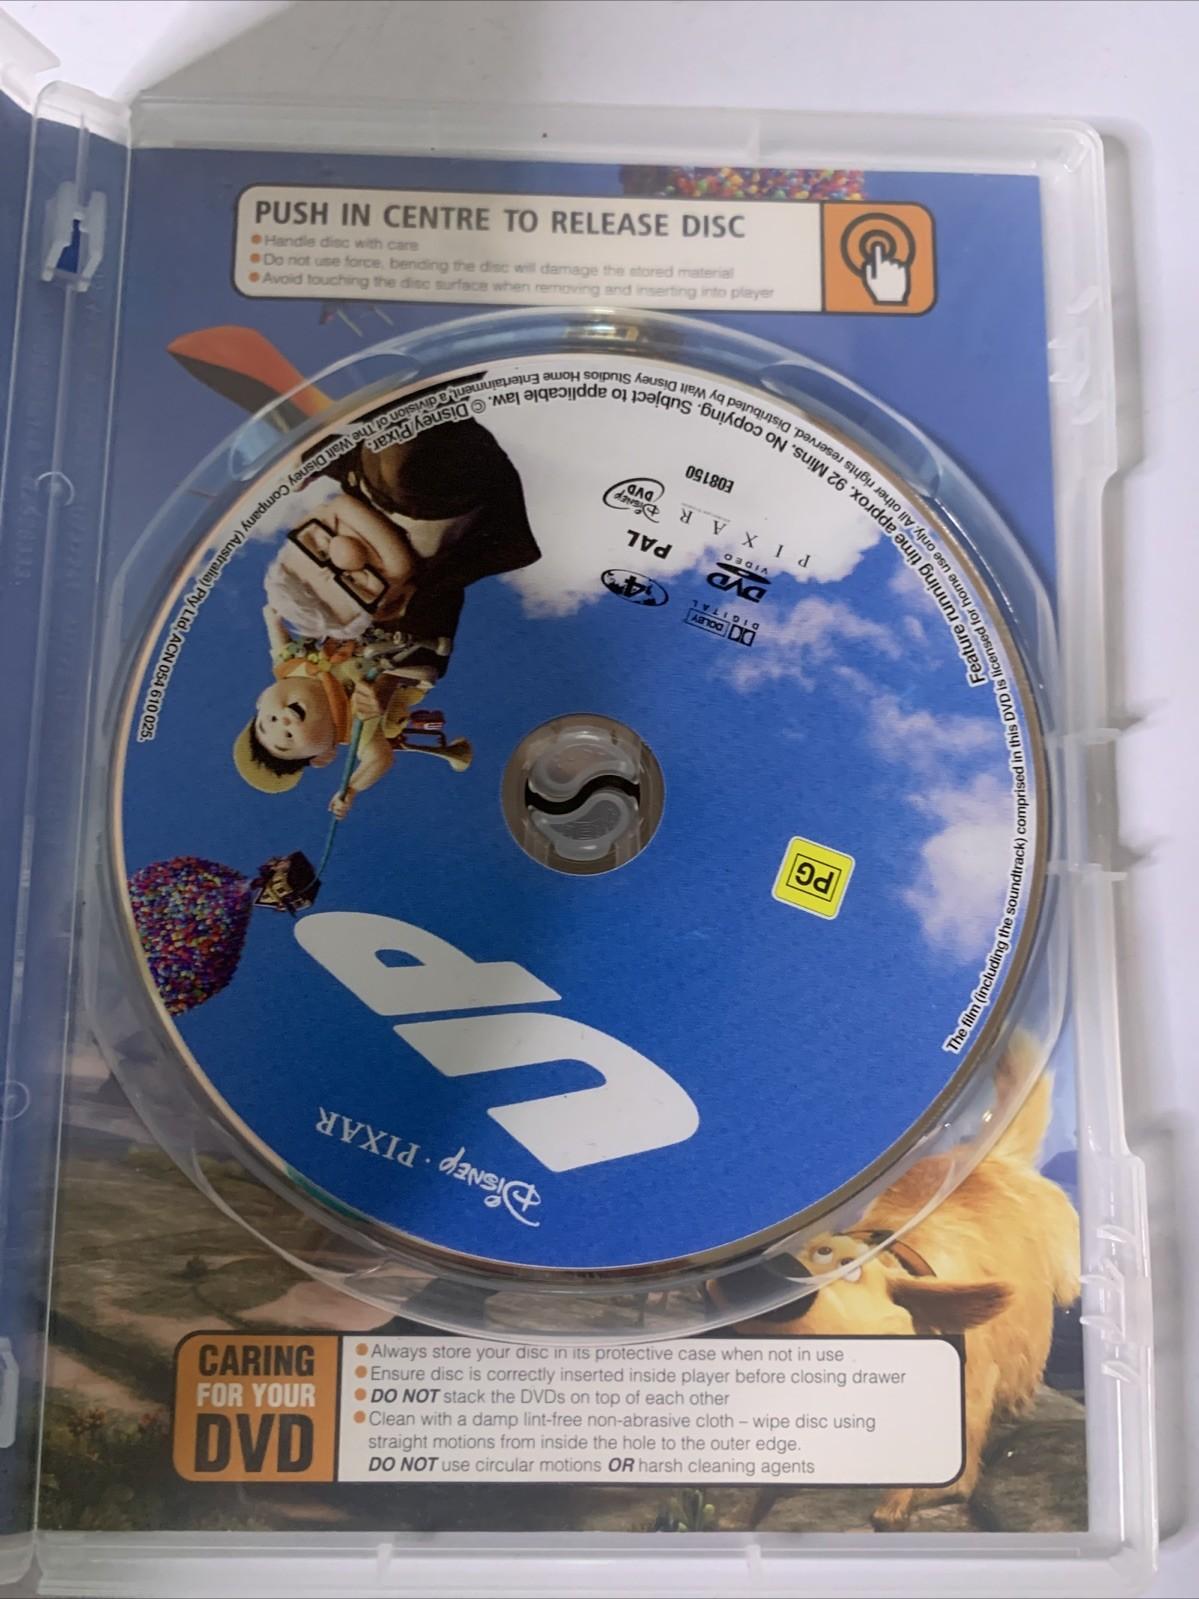 PUSH IN CENTRE TO RELEASE DISC
Handle disc with care
Do not use force, bending the disc will damage the stored material
Avoid touching the disc surface when removing and inserting into player
Disney · PIXAR
UP
PG
DOLBY
DIGITAL
DVD
VIDEO
4
PAL
PIXAR
Disney
DVD
E08150
Feature running time approx. 92 Mins. No copying. Subject to applicable law. © Disney Pixar.
The film (including the soundtrack) comprised in this DVD is licensed for home use only. All other rights reserved. Distributed by Walt Disney Studios Home Entertainment, a division of The Walt Disney Company (Australia) Pty Ltd, ACN 054 610 025.
CARING
FOR YOUR
DVD
Always store your disc in its protective case when not in use
Ensure disc is correctly inserted inside player before closing drawer
DO NOT stack the DVDs on top of each other
Clean with a damp lint-free non-abrasive cloth – wipe disc using
straight motions from inside the hole to the outer edge.
DO NOT use circular motions OR harsh cleaning agents